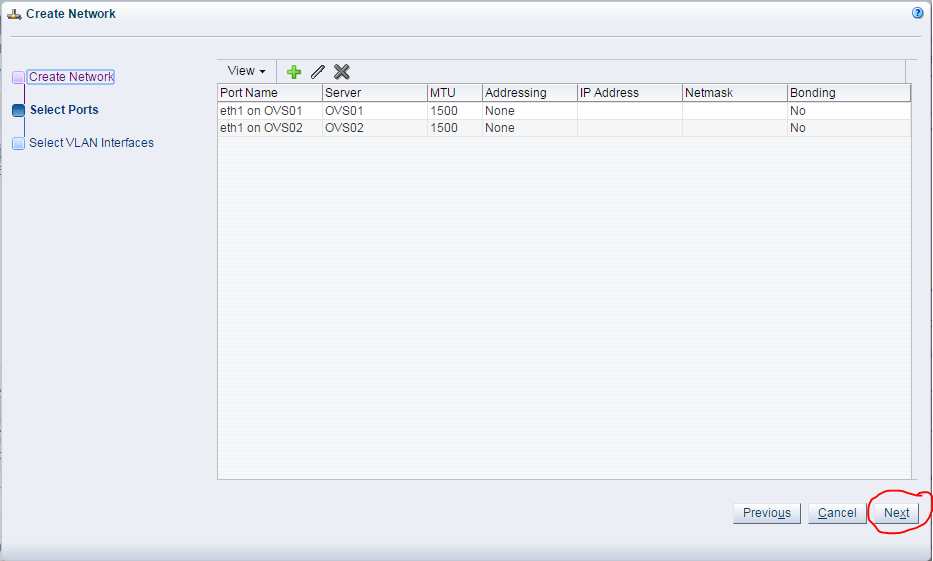 Create Network
Create Network
Select Ports
Select VLAN Interfaces
View
Port Name Server MTU Addressing IP Address Netmask Bonding
eth1 on OVS01 OVS01 1500 None No
eth1 on OVS02 OVS02 1500 None No
Previous Cancel Next